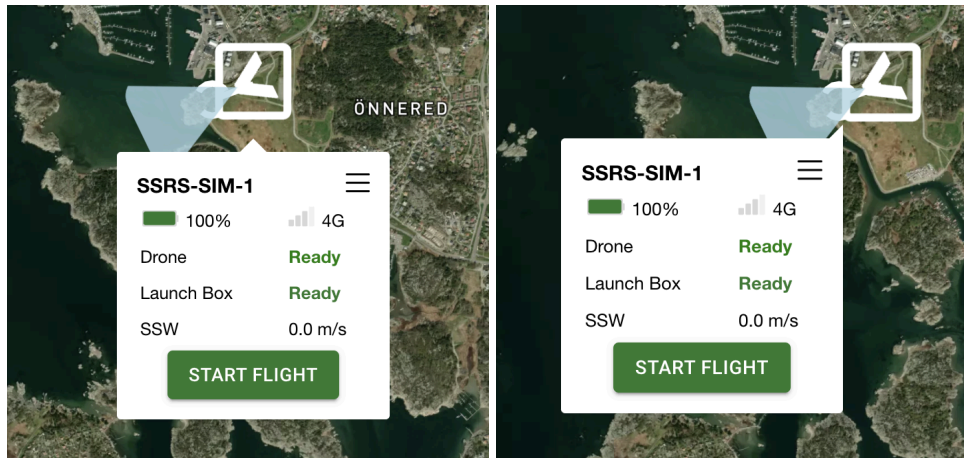 ÖNNERED
SSRS-SIM-1
100% 4G
Drone Ready
Launch Box Ready
SSW 0.0 m/s
START FLIGHT
SSRS-SIM-1
100% 4G
Drone Ready
Launch Box Ready
SSW 0.0 m/s
START FLIGHT